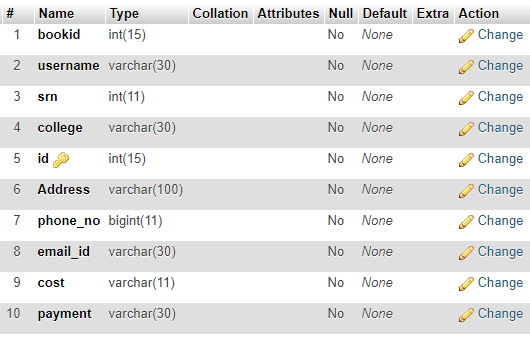 # Name Type Collation Attributes Null Default Extra Action
1 bookid int(15) No None Change
2 username varchar(30) No None Change
3 srn int(11) No None Change
4 college varchar(30) No None Change
5 id int(15) No None Change
6 Address varchar(100) No None Change
7 phone_no bigint(11) No None Change
8 email_id varchar(30) No None Change
9 cost varchar(11) No None Change
10 payment varchar(30) No None Change